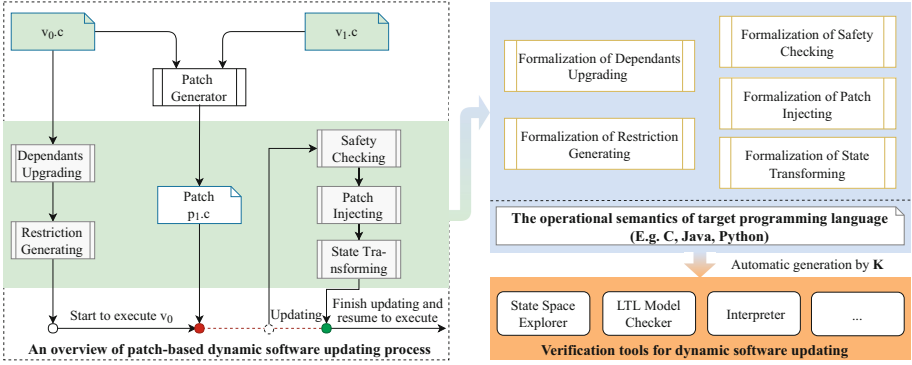 v0.c
v1.c
Patch
Generator
Dependants
Upgrading
Restriction
Generating
Patch
p1.c
Safety
Checking
Patch
Injecting
State Tra-
nsforming
Start to execute v0
Updating
Finish updating and
resume to execute
An overview of patch-based dynamic software updating process
Formalization of Dependants
Upgrading
Formalization of Restriction
Generating
Formalization of Safety
Checking
Formalization of Patch
Injecting
Formalization of State
Transforming
The operational semantics of target programming language
(E.g. C, Java, Python)
Automatic generation by K
State Space
Explorer
LTL Model
Checker
Interpreter
...
Verification tools for dynamic software updating